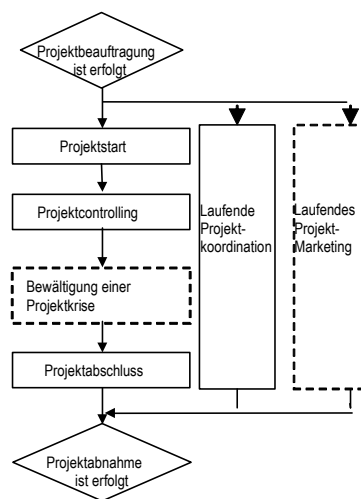 Projektbeauftragung
ist erfolgt
Projektstart
Projektcontrolling
Bewältigung einer
Projektkrise
Projektabschluss
Projektabnahme
ist erfolgt
Laufende
Projekt-
koordination
Laufendes
Projekt-
Marketing